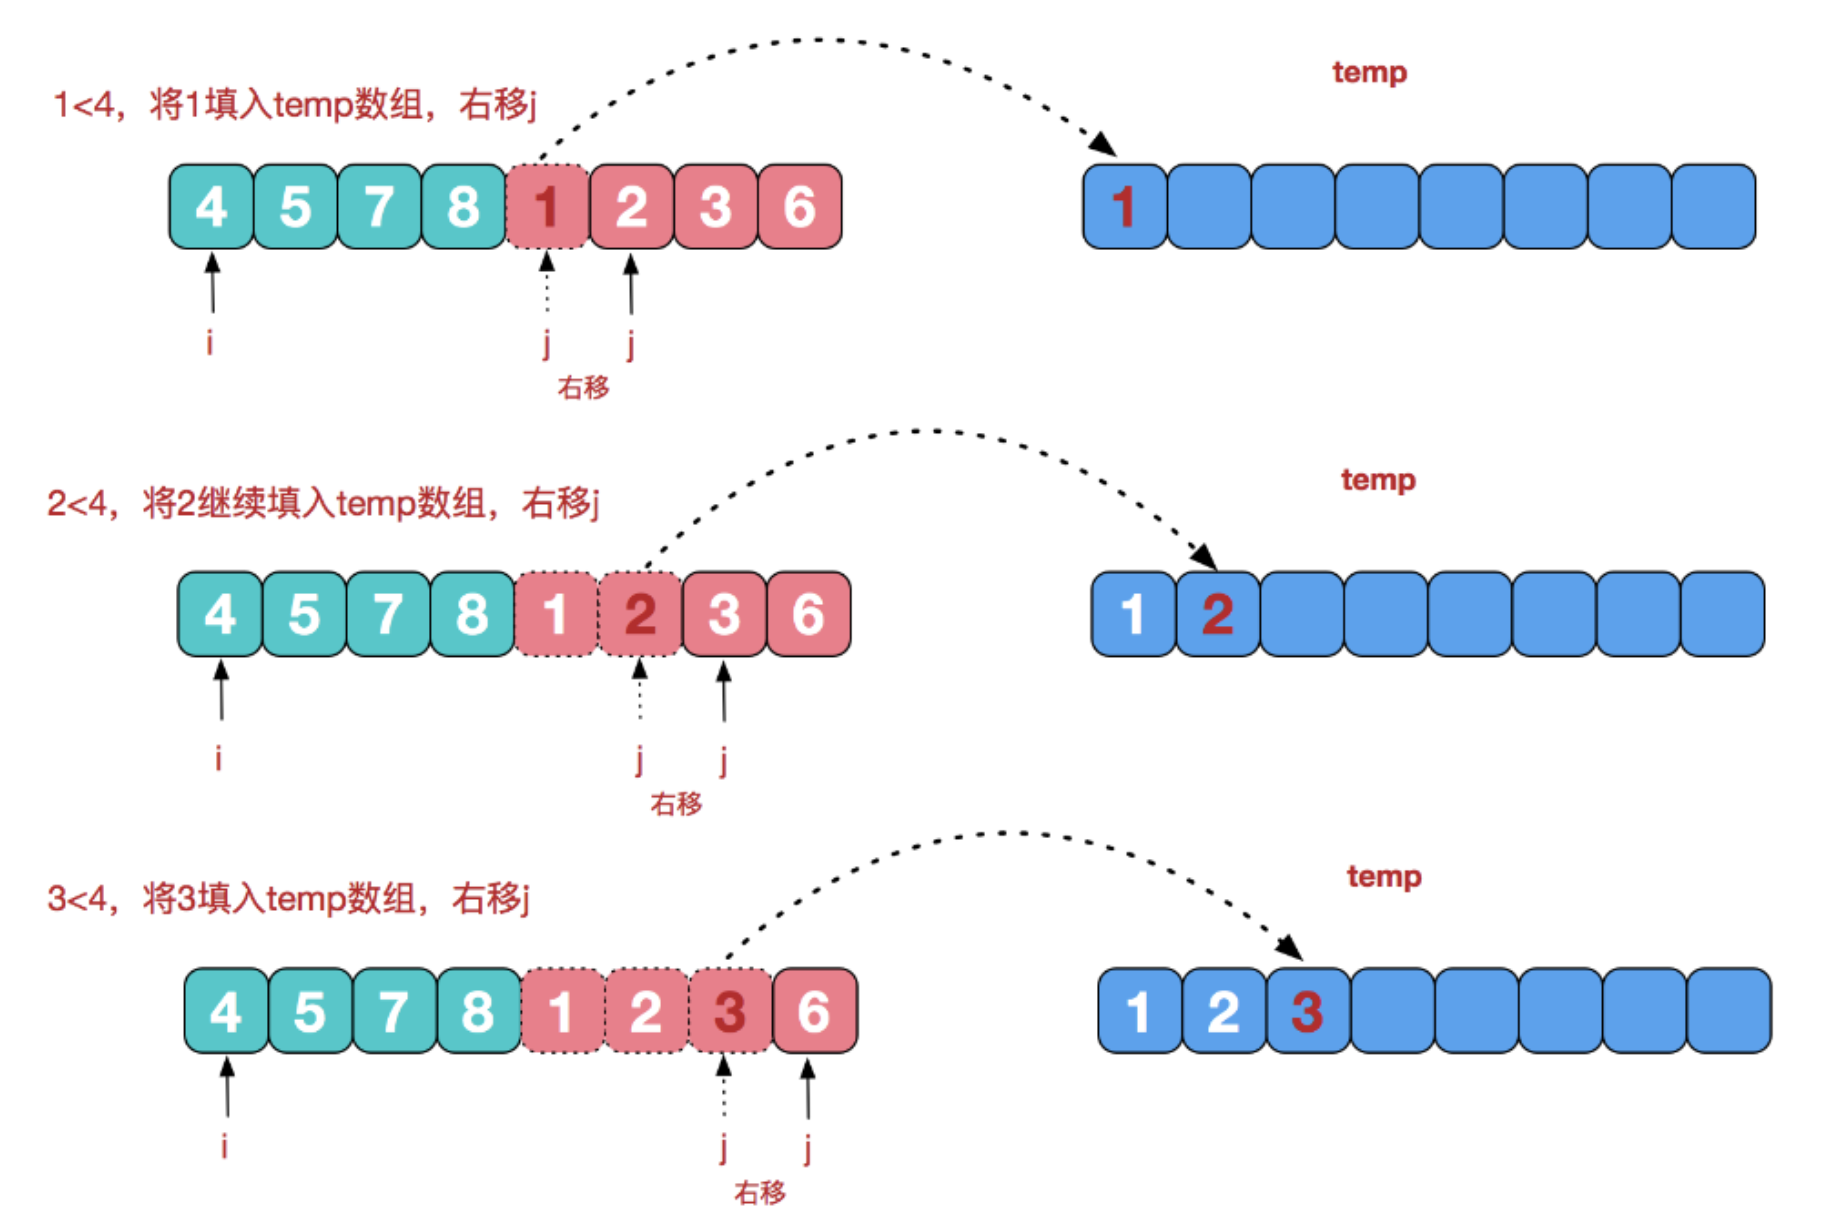 temp
1<4，将1填入temp数组，右移j
4 5 7 8 1 2 3 6
1
i j j
右移
temp
2<4，将2继续填入temp数组，右移j
4 5 7 8 1 2 3 6
1 2
i j j
右移
temp
3<4，将3填入temp数组，右移j
4 5 7 8 1 2 3 6
1 2 3
i j j
右移